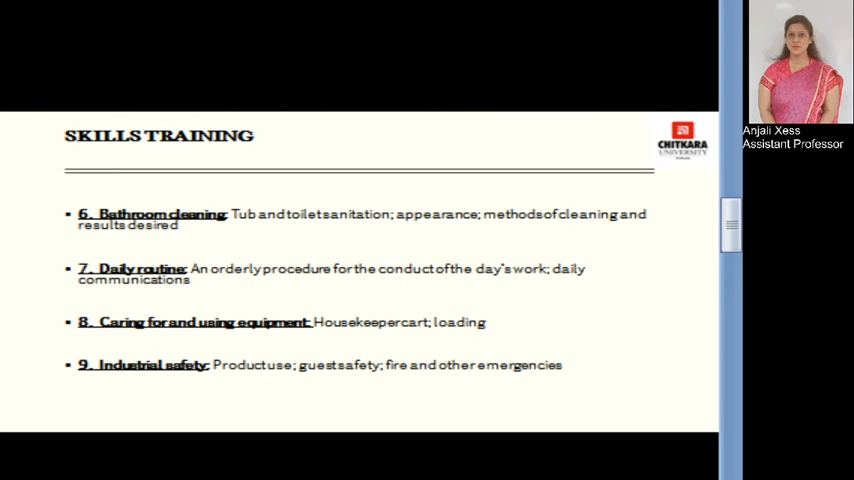 SKILLS TRAINING
CHITKARA
UNIVERSITY
▪ 6. Bathroom cleaning: Tub and toilet sanitation; appearance; methods of cleaning and
results desired
▪ 7. Daily routine: An orderly procedure for the conduct of the day's work; daily
communications
▪ 8. Caring for and using equipment: Housekeeper cart; loading
▪ 9. Industrial safety: Product use; guest safety; fire and other emergencies
Anjali Xess
Assistant Professor